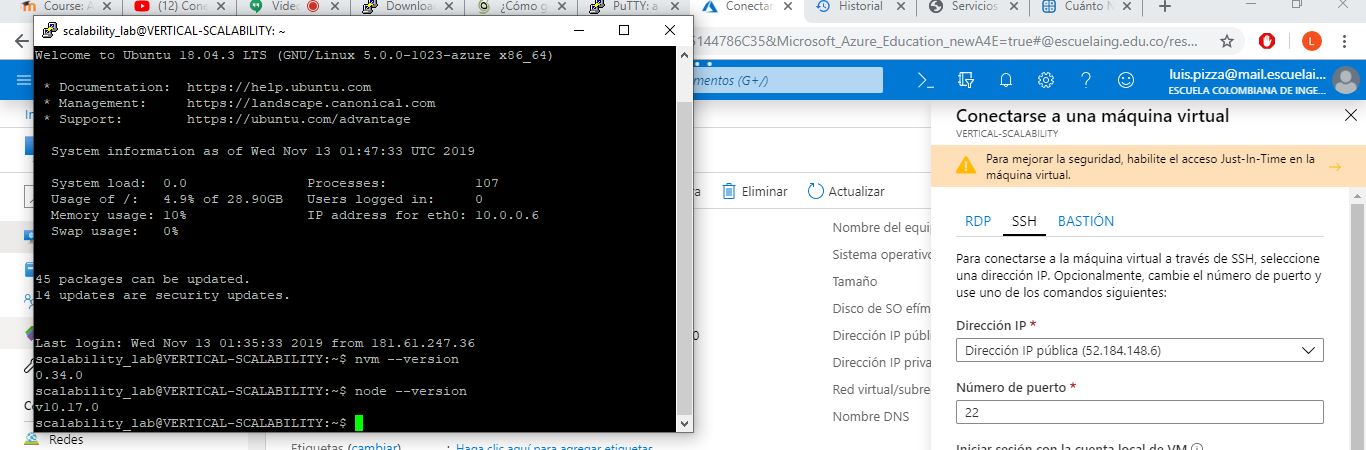 (12) Cone
Video
Download
¿Cómo g
PuTTY: a
Conectar
Historial
Servicios
Cuánto N
5144786C35&Microsoft_Azure_Education_newA4E=true#@escuelaing.edu.co/res...
L
mentos (G+/)
luis.pizza@mail.escuelai...
ESCUELA COLOMBIANA DE INGE...
scalability_lab@VERTICAL-SCALABILITY: ~
Welcome to Ubuntu 18.04.3 LTS (GNU/Linux 5.0.0-1023-azure x86_64)
* Documentation:  https://help.ubuntu.com
* Management:     https://landscape.canonical.com
* Support:        https://ubuntu.com/advantage
System information as of Wed Nov 13 01:47:33 UTC 2019
System load:  0.0               Processes:           107
Usage of /:   4.9% of 28.90GB   Users logged in:     0
Memory usage: 10%               IP address for eth0: 10.0.0.6
Swap usage:   0%
45 packages can be updated.
14 updates are security updates.
Last login: Wed Nov 13 01:35:33 2019 from 181.61.247.36
scalability_lab@VERTICAL-SCALABILITY:~$ nvm --version
0.34.0
scalability_lab@VERTICAL-SCALABILITY:~$ node --version
v10.17.0
scalability_lab@VERTICAL-SCALABILITY:~$
Redes
Eliminar
Actualizar
Nombre del equi
Sistema operativo
Tamaño
Disco de SO efím
Dirección IP públi
Dirección IP priva
Red virtual/subre
Nombre DNS
Etiquetas (cambiar)
: Haga clic aquí para agregar etiquetas
Conectarse a una máquina virtual
VERTICAL-SCALABILITY
Para mejorar la seguridad, habilite el acceso Just-In-Time en la
máquina virtual.
RDP SSH BASTIÓN
Para conectarse a la máquina virtual a través de SSH, seleccione
una dirección IP. Opcionalmente, cambie el número de puerto y
use uno de los comandos siguientes:
Dirección IP *
Dirección IP pública (52.184.148.6)
Número de puerto *
22
Iniciar sesión con la cuenta local de VM